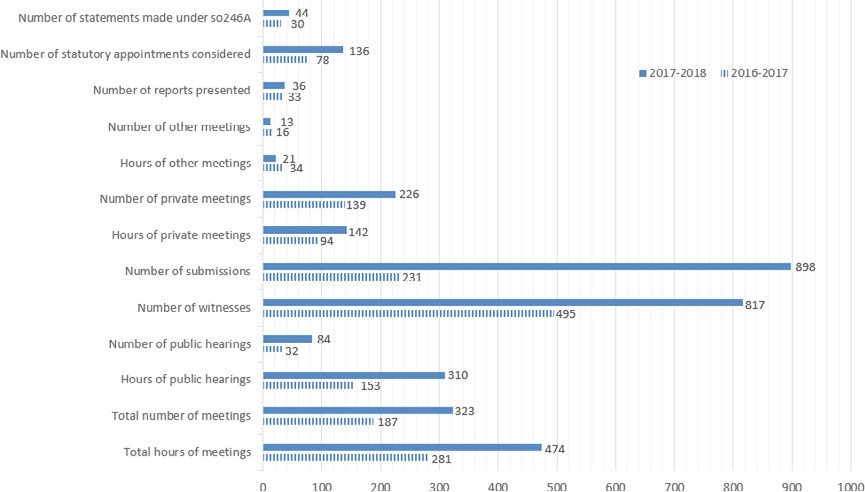 Number of statements made under so246A
44
30
Number of statutory appointments considered
136
78
2017-2018
2016-2017
Number of reports presented
36
33
Number of other meetings
13
16
Hours of other meetings
21
34
Number of private meetings
226
139
Hours of private meetings
142
94
Number of submissions
898
231
Number of witnesses
817
495
Number of public hearings
84
32
Hours of public hearings
310
153
Total number of meetings
323
187
Total hours of meetings
474
281
0 100 200 300 400 500 600 700 800 900 1000